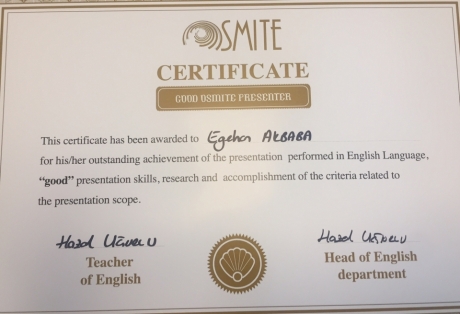 OSMITE
CERTIFICATE
GOOD OSMITE PRESENTER
This certificate has been awarded to Egehan AKBABA
for his/her outstanding achievement of the presentation performed in English Language,
“good” presentation skills, research and accomplishment of the criteria related to
the presentation scope.
Teacher
of English
Head of English
department